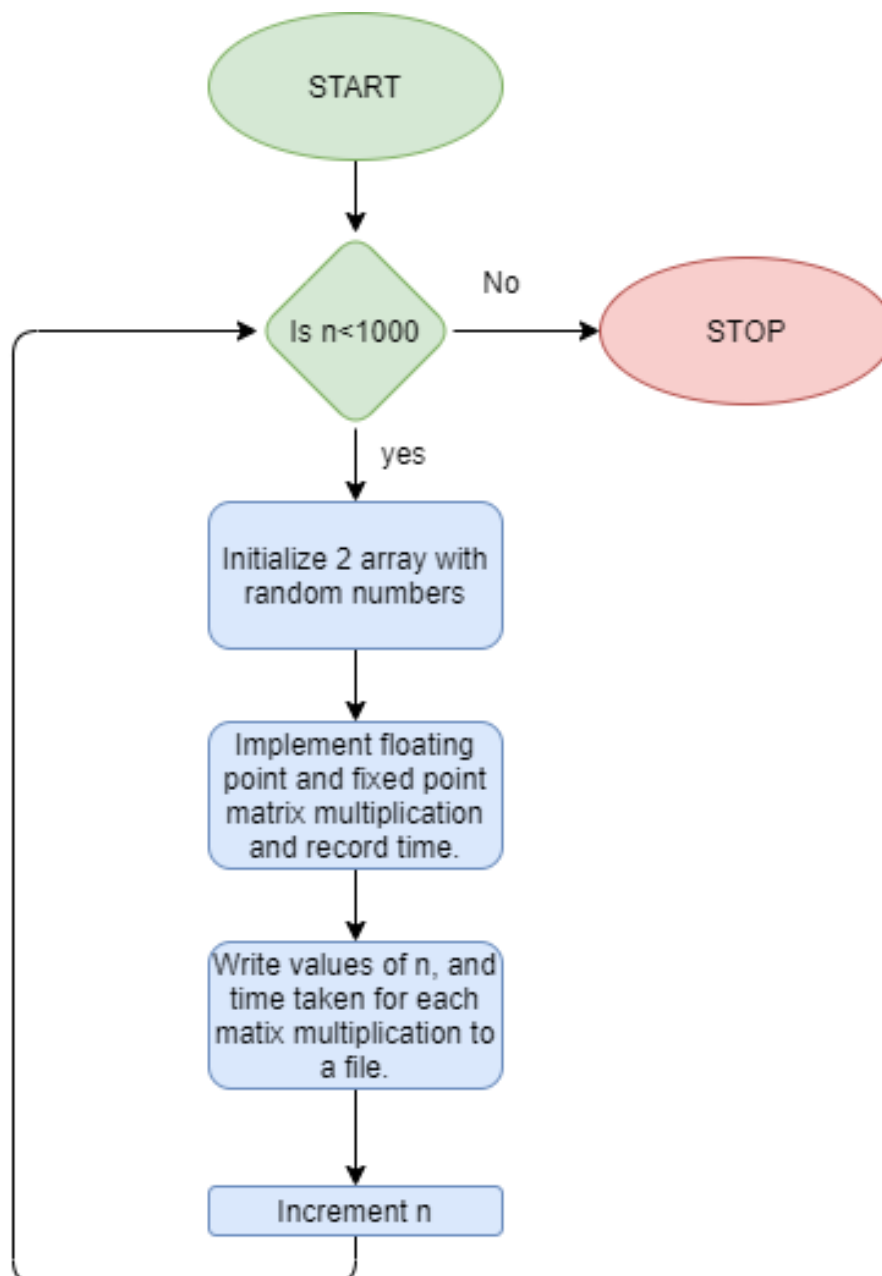 START
No
Is n<1000
STOP
yes
Initialize 2 array with
random numbers
Implement floating
point and fixed point
matrix multiplication
and record time.
Write values of n, and
time taken for each
matix multiplication to
a file.
Increment n